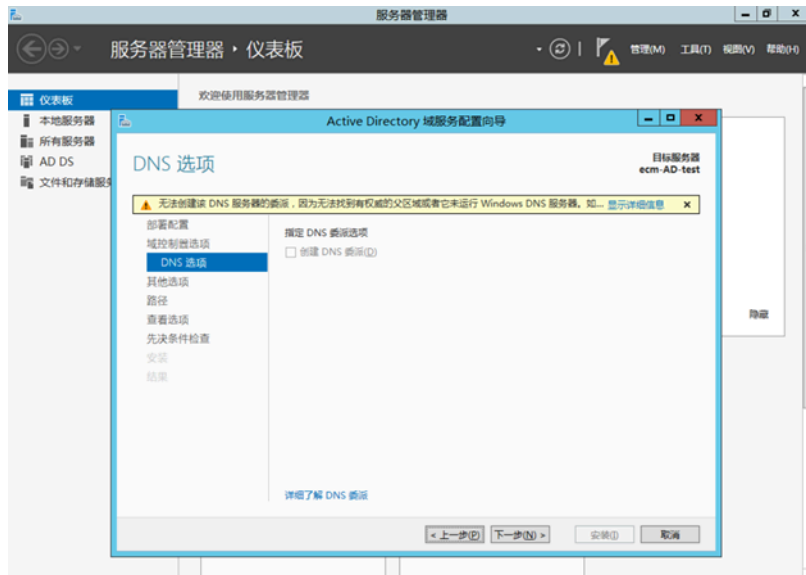 服务器管理器
服务器管理器 · 仪表板
管理(M) 工具(T) 视图(V) 帮助(H)
仪表板
本地服务器
所有服务器
AD DS
文件和存储服务
欢迎使用服务器管理器
Active Directory 域服务配置向导
DNS 选项
目标服务器
ecm-AD-test
无法创建该 DNS 服务器的委派，因为无法找到有权威的父区域或者它未运行 Windows DNS 服务器。如... 显示详细信息
部署配置
域控制器选项
DNS 选项
其他选项
路径
查看选项
先决条件检查
安装
结果
指定 DNS 委派选项
创建 DNS 委派(D)
详细了解 DNS 委派
隐藏
< 上一步(P) 下一步(N) > 安装(I) 取消